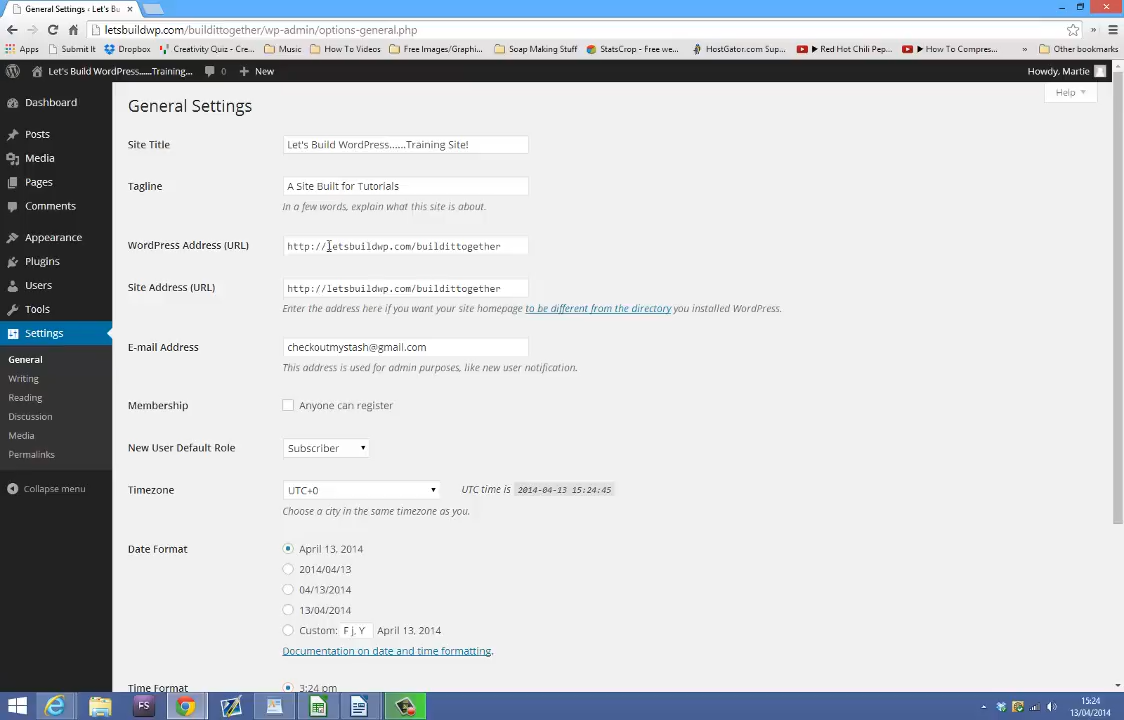 General Settings ‹ Let's Bu
letsbuildwp.com/buildittogether/wp-admin/options-general.php
Apps Submit It Dropbox Creativity Quiz - Cre... Music How To Videos Free Images/Graphi... Soap Making Stuff StatsCrop - Free we... HostGator.com Sup... Red Hot Chili Pep... How To Compres... » Other bookmarks
Let's Build WordPress......Training... 0 New Howdy, Martie
Help
Dashboard
Posts
Media
Pages
Comments
Appearance
Plugins
Users
Tools
Settings
General
Writing
Reading
Discussion
Media
Permalinks
Collapse menu
General Settings
Site Title Let's Build WordPress......Training Site!
Tagline A Site Built for Tutorials
In a few words, explain what this site is about.
WordPress Address (URL) http://letsbuildwp.com/buildittogether
Site Address (URL) http://letsbuildwp.com/buildittogether
Enter the address here if you want your site homepage to be different from the directory you installed WordPress.
E-mail Address checkoutmystash@gmail.com
This address is used for admin purposes, like new user notification.
Membership Anyone can register
New User Default Role Subscriber
Timezone UTC+0 UTC time is 2014-04-13 15:24:45
Choose a city in the same timezone as you.
Date Format April 13, 2014
2014/04/13
04/13/2014
13/04/2014
Custom: F j, Y April 13, 2014
Documentation on date and time formatting.
Time Format 3:24 pm
FS
15:24
13/04/2014